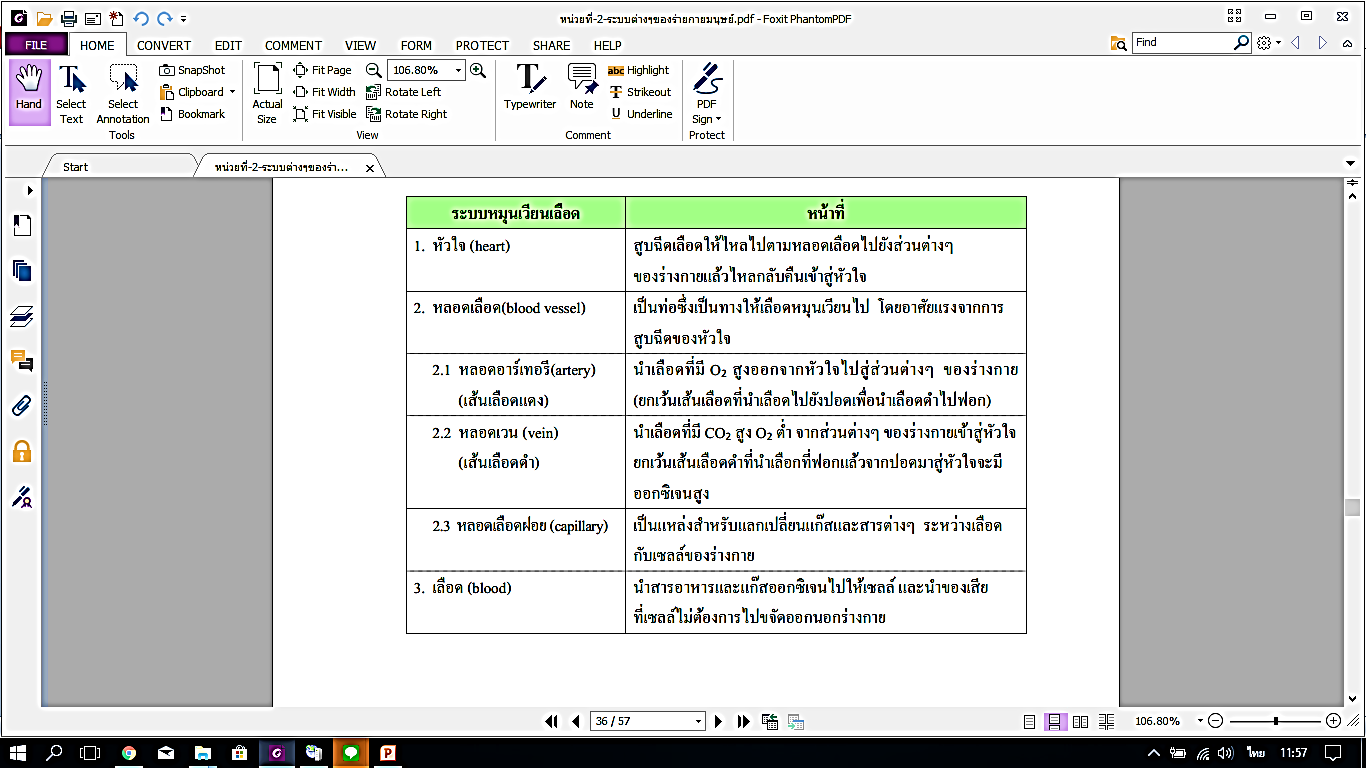 หน่วยที่-2-ระบบต่างๆของร่ายกายมนุษย์.pdf - Foxit PhantomPDF
FILE HOME CONVERT EDIT COMMENT VIEW FORM PROTECT SHARE HELP Find
Hand
Select Text
Select Annotation
SnapShot
Clipboard
Bookmark
Tools
Actual Size
Fit Page
Fit Width
Fit Visible
106.80%
Rotate Left
Rotate Right
View
Typewriter
Note
abc Highlight
T Strikeout
U Underline
Comment
PDF Sign
Protect
Start หน่วยที่-2-ระบบต่างๆของร่า...
ระบบหมุนเวียนเลือด หน้าที่
1. หัวใจ (heart) สูบฉีดเลือดให้ไหลไปตามหลอดเลือดไปยังส่วนต่างๆ
ของร่างกายแล้วไหลกลับคืนเข้าสู่หัวใจ
2. หลอดเลือด(blood vessel) เป็นท่อซึ่งเป็นทางให้เลือดหมุนเวียนไป โดยอาศัยแรงจากการ
สูบฉีดของหัวใจ
2.1 หลอดอาร์เทอรี(artery) นำเลือดที่มี O₂ สูงออกจากหัวใจไปสู่ส่วนต่างๆ ของร่างกาย
(เส้นเลือดแดง) (ยกเว้นเส้นเลือดที่นำเลือดไปยังปอดเพื่อนำเลือดดำไปฟอก)
2.2 หลอดเวน (vein) นำเลือดที่มี CO₂ สูง O₂ ต่ำ จากส่วนต่างๆ ของร่างกายเข้าสู่หัวใจ
(เส้นเลือดดำ) ยกเว้นเส้นเลือดดำที่นำเลือกที่ฟอกแล้วจากปอดมาสู่หัวใจจะมี
ออกซิเจนสูง
2.3 หลอดเลือดฝอย (capillary) เป็นแหล่งสำหรับแลกเปลี่ยนแก๊สและสารต่างๆ ระหว่างเลือด
กับเซลล์ของร่างกาย
3. เลือด (blood) นำสารอาหารและแก๊สออกซิเจนไปให้เซลล์ และนำของเสีย
ที่เซลล์ไม่ต้องการไปขจัดออกนอกร่างกาย
36 / 57 106.80%
ไทย 11:57